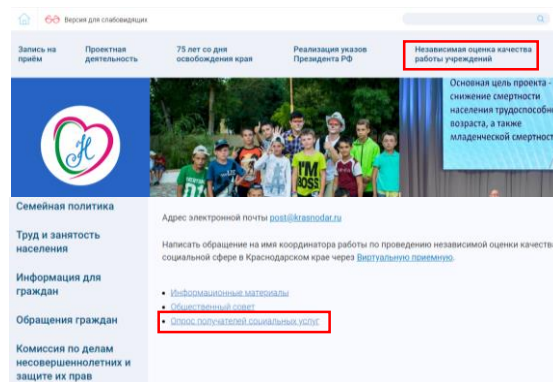 Версия для слабовидящих
Запись на
приём
Проектная
деятельность
75 лет со дня
освобождения края
Реализация указов
Президента РФ
Независимая оценка качества
работы учреждений
Основная цель проекта -
снижение смертности
населения трудоспособн
возраста, а также
младенческой смертност
Н
I'M
BOSS
Семейная политика
Труд и занятость
населения
Информация для
граждан
Обращения граждан
Комиссия по делам
несовершеннолетних и
защите их прав
Адрес электронной почты post@krasnodar.ru
Написать обращение на имя координатора работы по проведению независимой оценки качеств
социальной сфере в Краснодарском крае через Виртуальную приемную.
Информационные материалы
Общественный совет
Опрос получателей социальных услуг